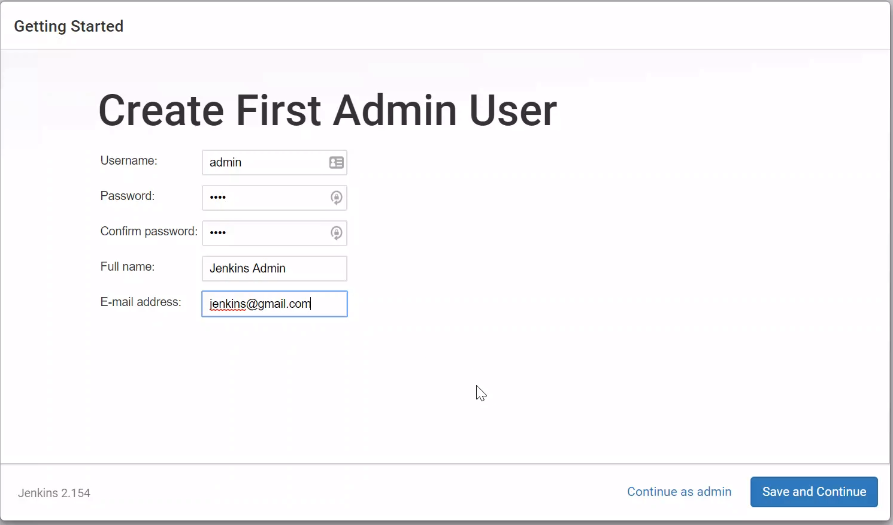 Getting Started
Create First Admin User
Username: admin
Password: ••••
Confirm password: ••••
Full name: Jenkins Admin
E-mail address: jenkins@gmail.com
Jenkins 2.154 Continue as admin Save and Continue